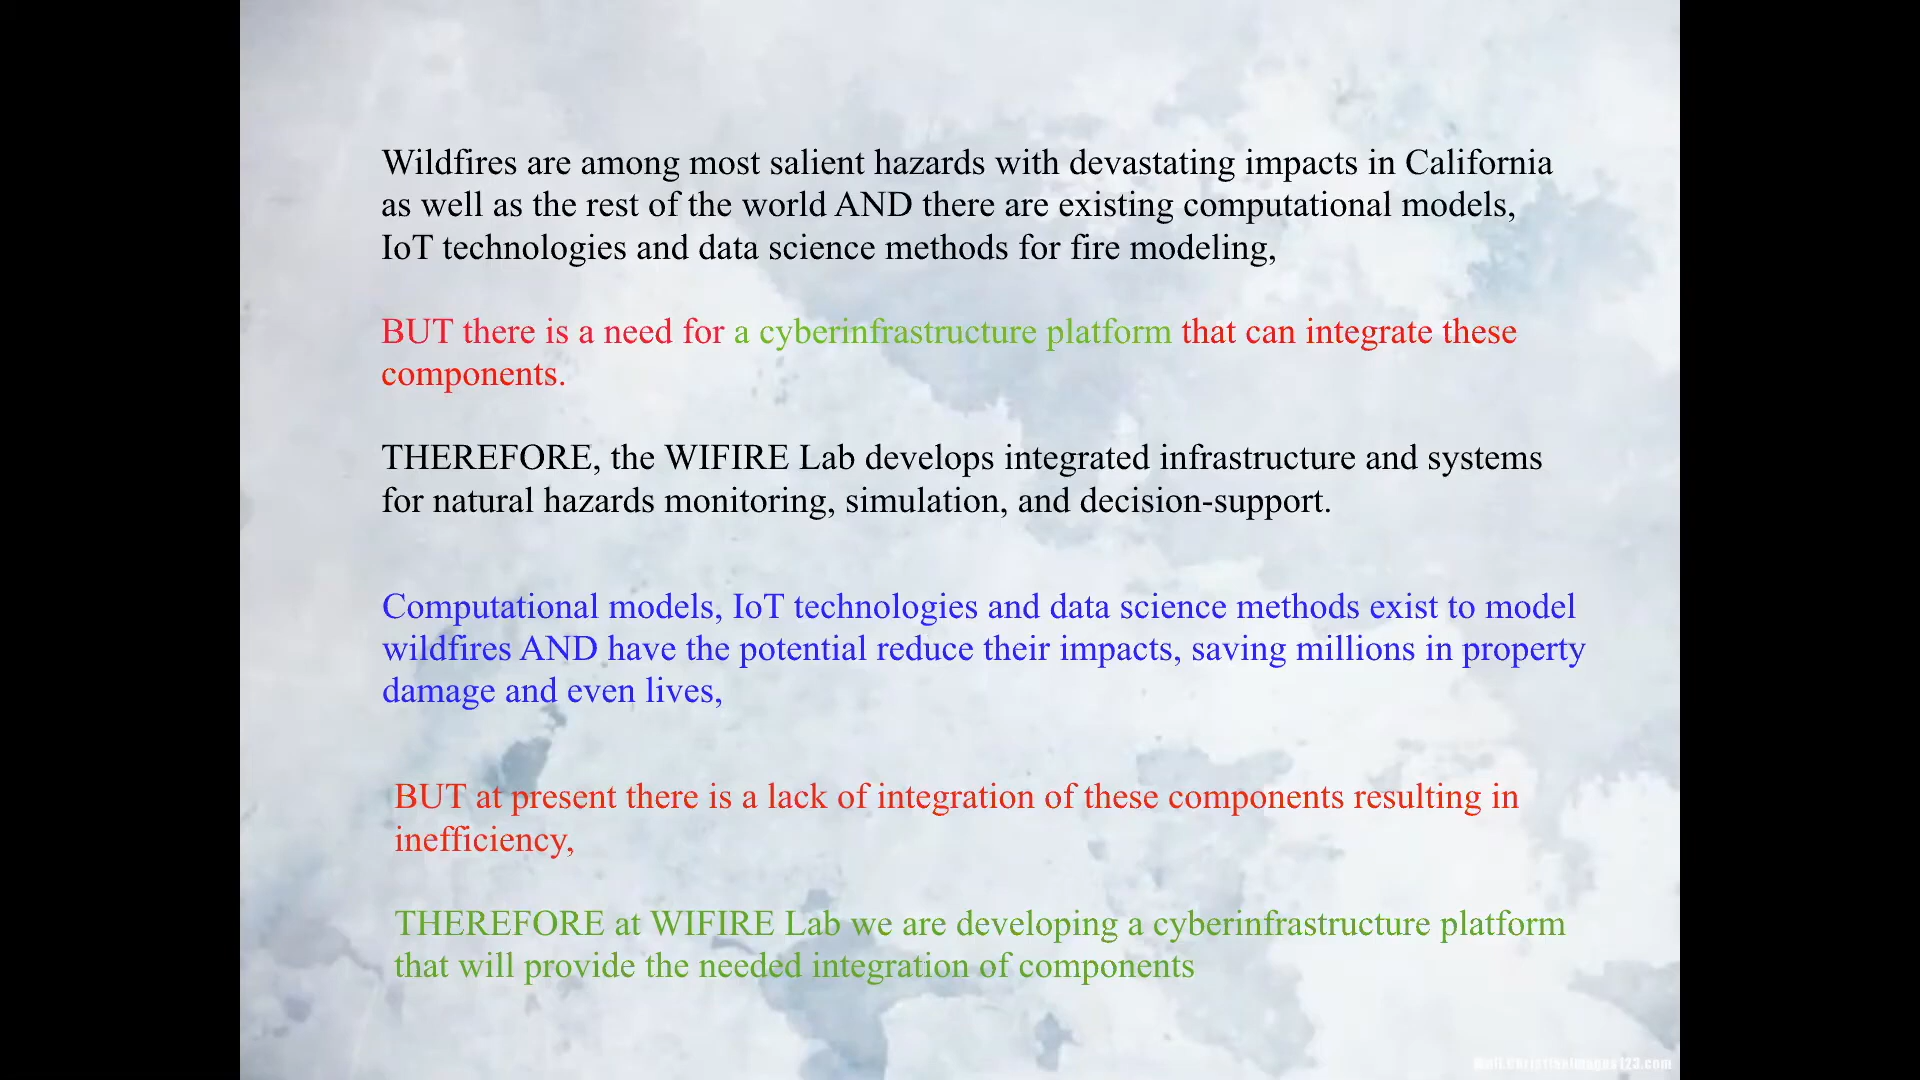 Wildfires are among most salient hazards with devastating impacts in California
as well as the rest of the world AND there are existing computational models,
IoT technologies and data science methods for fire modeling,
BUT there is a need for a cyberinfrastructure platform that can integrate these
components.
THEREFORE, the WIFIRE Lab develops integrated infrastructure and systems
for natural hazards monitoring, simulation, and decision-support.
Computational models, IoT technologies and data science methods exist to model
wildfires AND have the potential reduce their impacts, saving millions in property
damage and even lives,
BUT at present there is a lack of integration of these components resulting in
inefficiency,
THEREFORE at WIFIRE Lab we are developing a cyberinfrastructure platform
that will provide the needed integration of components